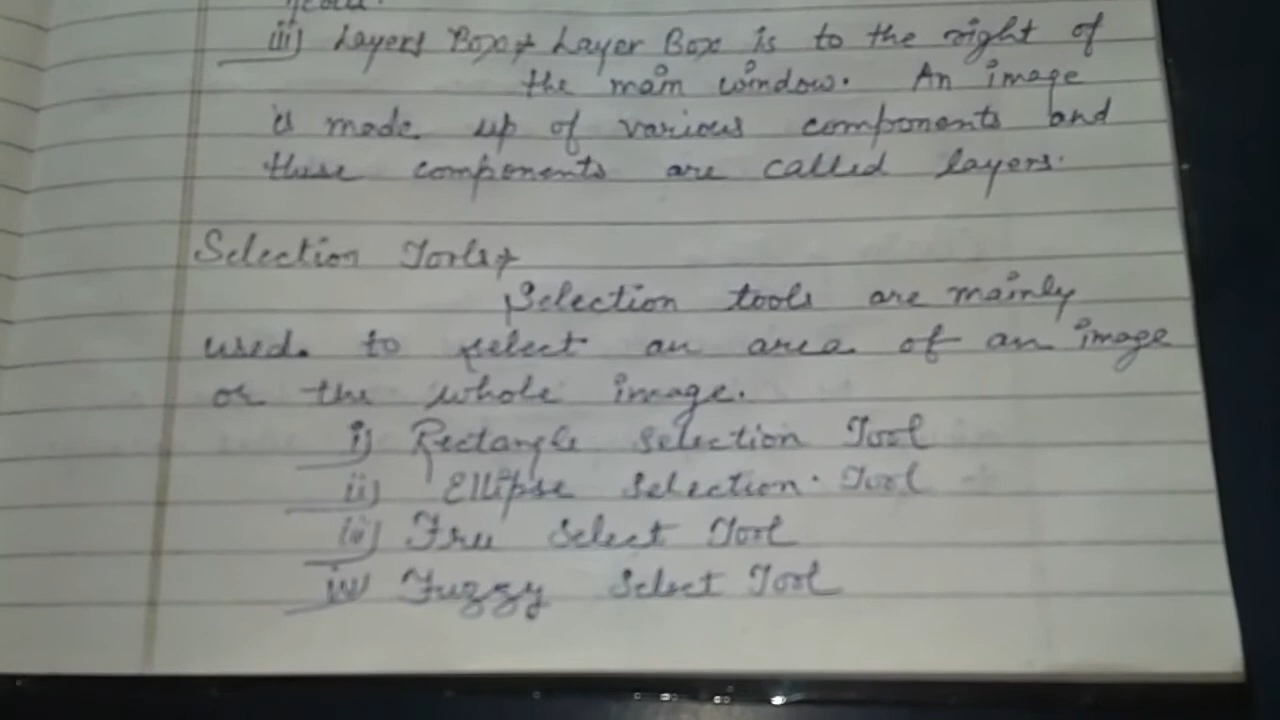 iii) Layers Box→ Layer Box is to the right of
the main window. An image
is made up of various components and
these components are called layers.
Selection Tools→
Selection tools are mainly
used to select an area of an image
or the whole image.
i) Rectangle Selection Tool
ii) Ellipse Selection Tool
iii) Free Select Tool
iv) Fuzzy Select Tool